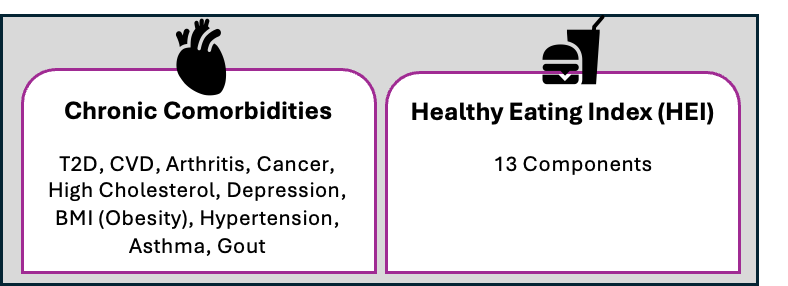 Chronic Comorbidities
T2D, CVD, Arthritis, Cancer,
High Cholesterol, Depression,
BMI (Obesity), Hypertension,
Asthma, Gout
Healthy Eating Index (HEI)
13 Components